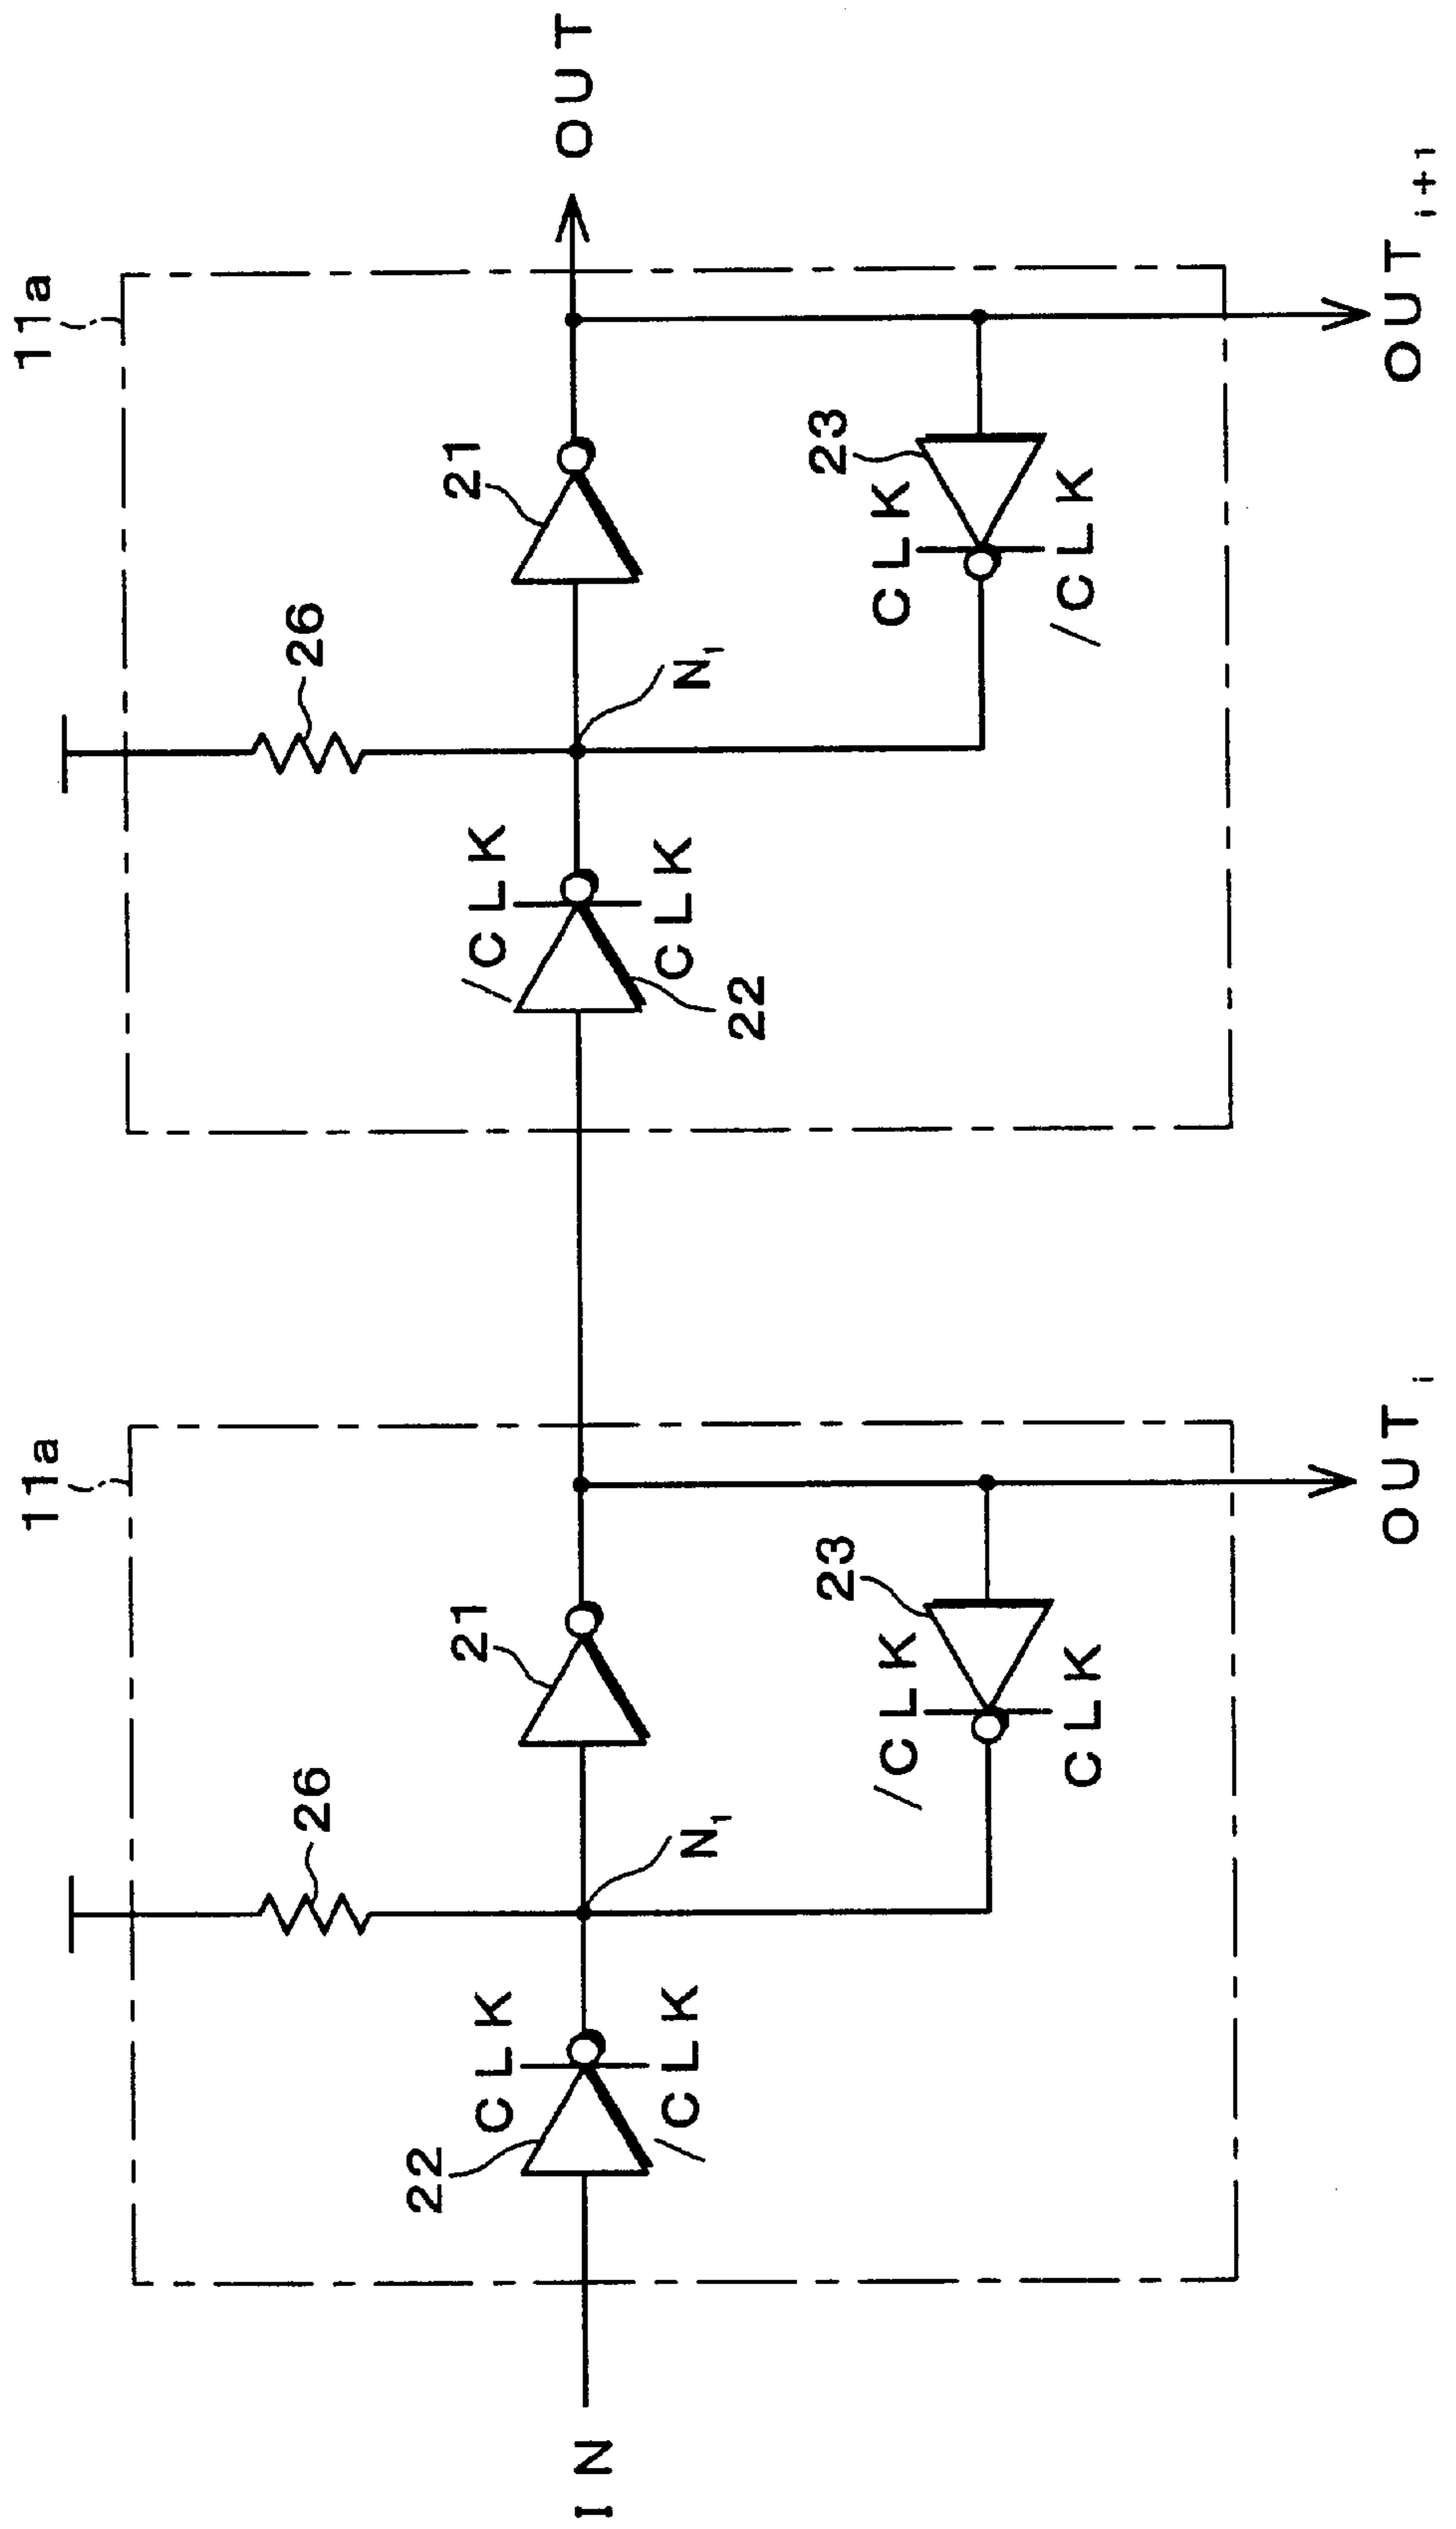 11a
11a
26
26
22
CLK
/CLK
N1
21
/CLK
CLK
22
N1
21
IN
OUT
23
/CLK
CLK
23
CLK
/CLK
OUT i
OUT i+1